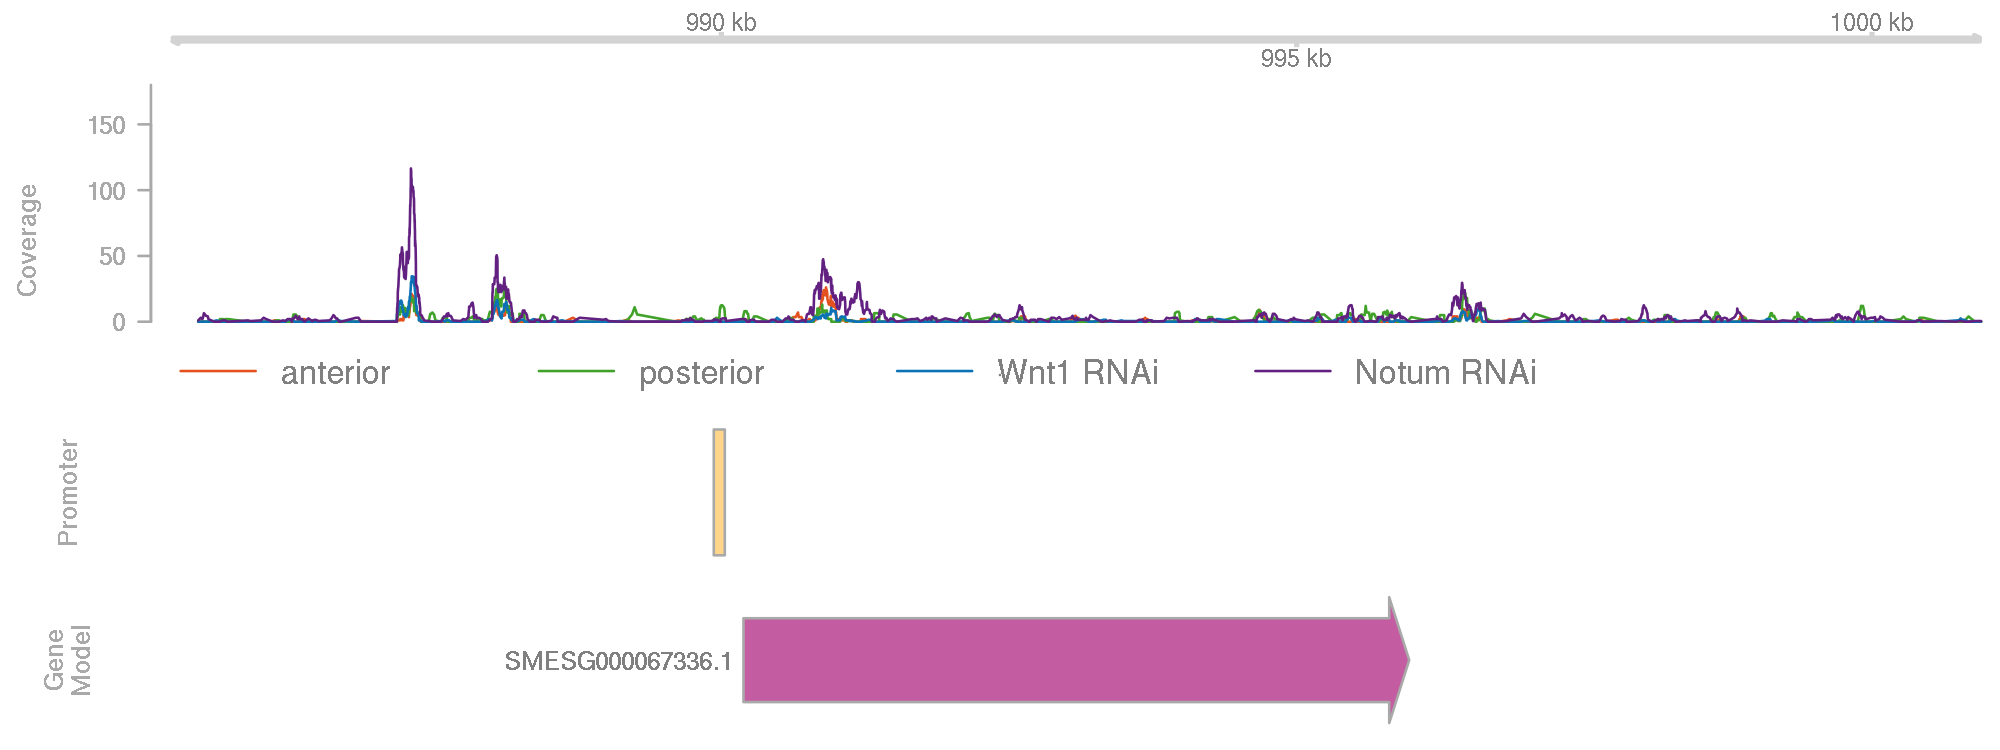 990 kb
1000 kb
995 kb
150
100
50
0
Coverage
anterior posterior Wnt1 RNAi Notum RNAi
Promoter
Gene
Model
SMESG000067336.1